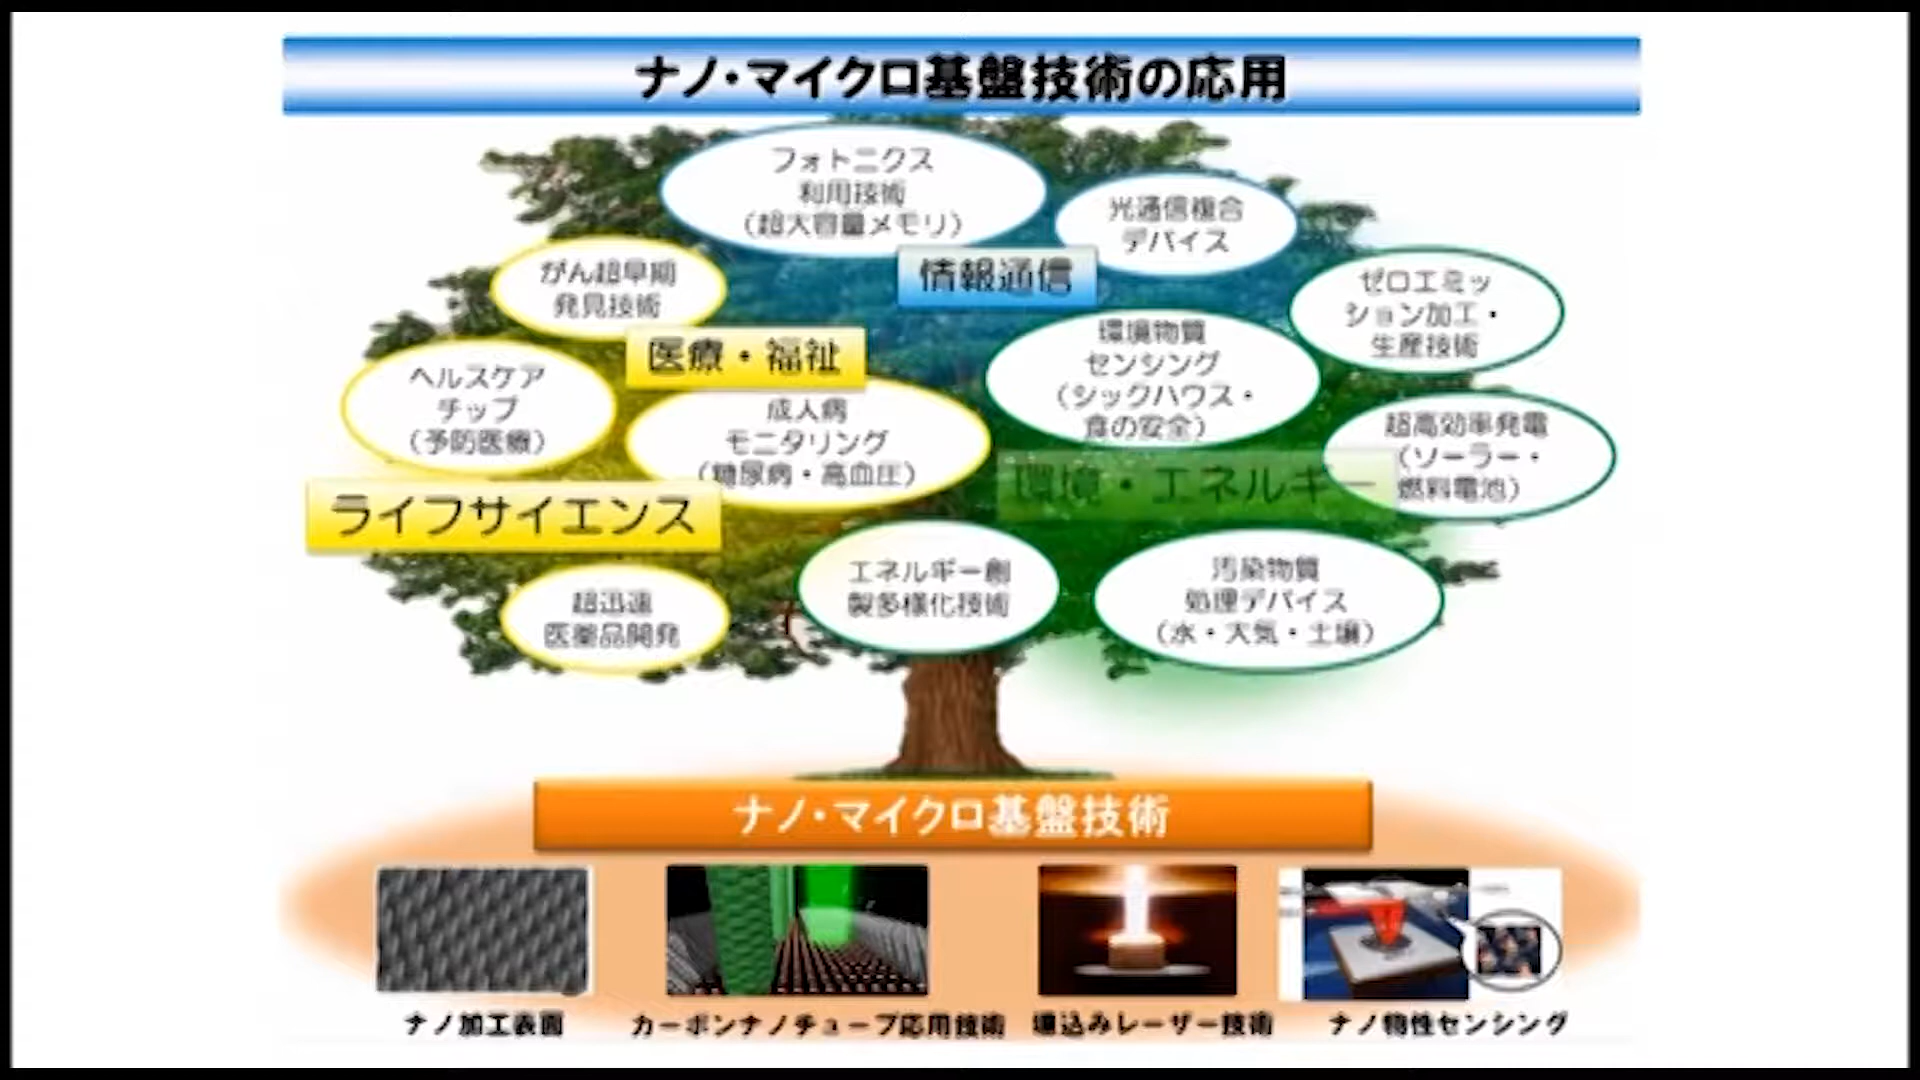 ナノ・マイクロ基盤技術の応用
フォトニクス
利用技術
（超大容量メモリ）
光通信複合
デバイス
情報通信
がん超早期
発見技術
ゼロエミッ
ション加工・
生産技術
医療・福祉
環境物質
センシング
（シックハウス・
食の安全）
ヘルスケア
チップ
（予防医療）
成人病
モニタリング
（糖尿病・高血圧）
超高効率発電
（ソーラー・
燃料電池）
環境・エネルギー
ライフサイエンス
エネルギー創
製多様化技術
汚染物質
処理デバイス
（水・大気・土壌）
超迅速
医薬品開発
ナノ・マイクロ基盤技術
ナノ加工表面
カーボンナノチューブ応用技術
埋込みレーザー技術
ナノ物性センシング